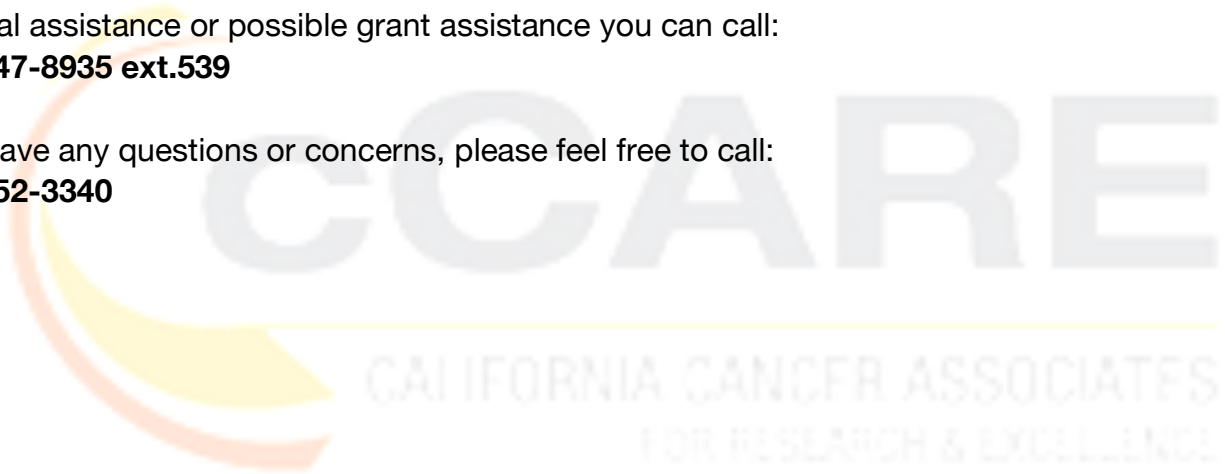 al assistance or possible grant assistance you can call:
47-8935 ext.539
ave any questions or concerns, please feel free to call:
52-3340
cCARE
CALIFORNIA CANCER ASSOCIATES
FOR RESEARCH & EXCELLENCE